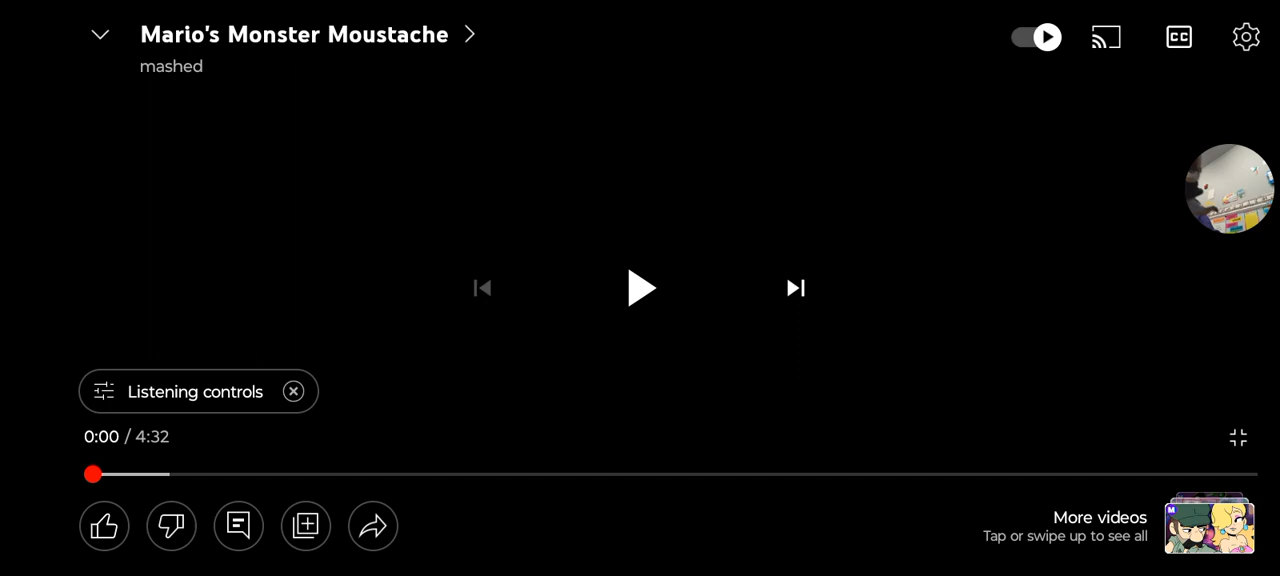 Mario's Monster Moustache
mashed
CC
Listening controls
0:00 / 4:32
More videos
Tap or swipe up to see all
M